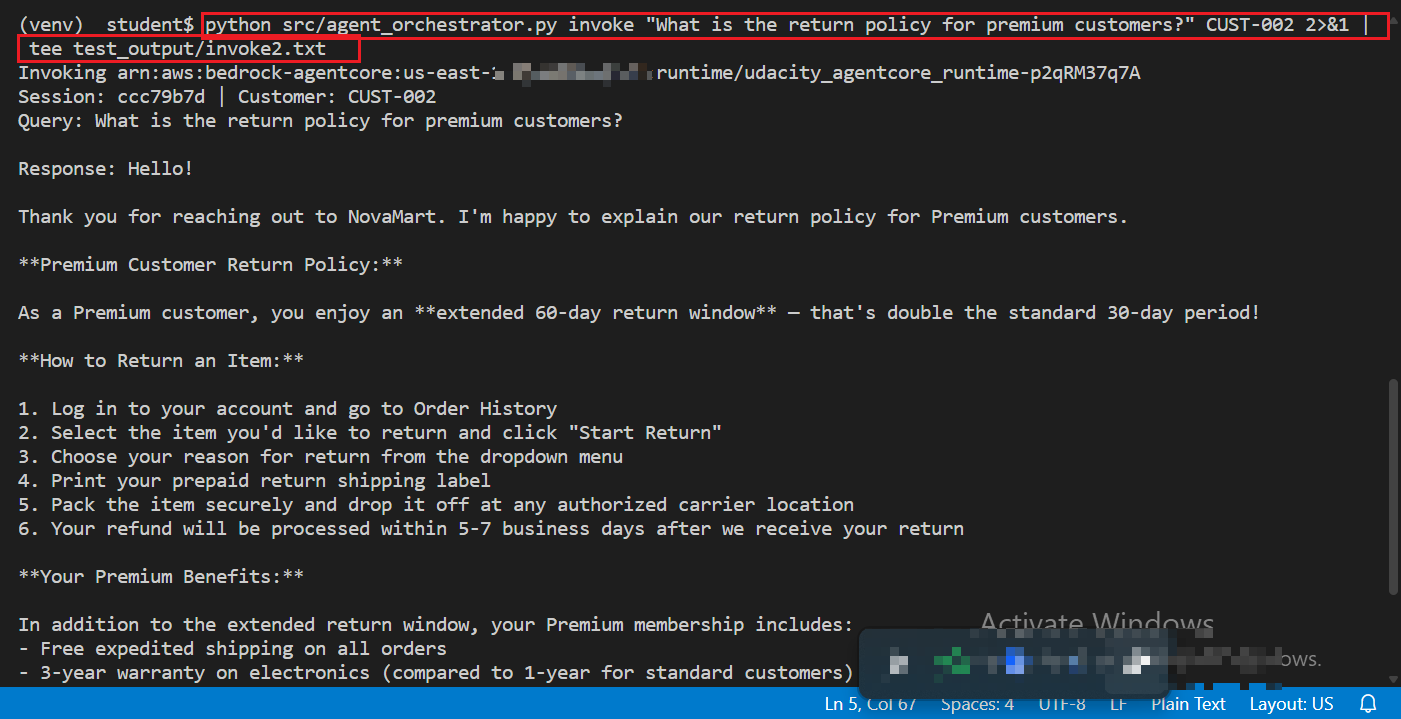 (venv)  student$ python src/agent_orchestrator.py invoke "What is the return policy for premium customers?" CUST-002 2>&1 |
tee test_output/invoke2.txt
Invoking arn:aws:bedrock-agentcore:us-east-1 runtime/udacity_agentcore_runtime-p2qRM37q7A
Session: ccc79b7d | Customer: CUST-002
Query: What is the return policy for premium customers?
Response: Hello!
Thank you for reaching out to NovaMart. I'm happy to explain our return policy for Premium customers.
**Premium Customer Return Policy:**
As a Premium customer, you enjoy an **extended 60-day return window** — that's double the standard 30-day period!
**How to Return an Item:**
1. Log in to your account and go to Order History
2. Select the item you'd like to return and click "Start Return"
3. Choose your reason for return from the dropdown menu
4. Print your prepaid return shipping label
5. Pack the item securely and drop it off at any authorized carrier location
6. Your refund will be processed within 5-7 business days after we receive your return
**Your Premium Benefits:**
In addition to the extended return window, your Premium membership includes:
- Free expedited shipping on all orders
- 3-year warranty on electronics (compared to 1-year for standard customers)
Activate Windows
Ln 5, Col 67 Spaces: 4 UTF-8 LF Plain Text Layout: US